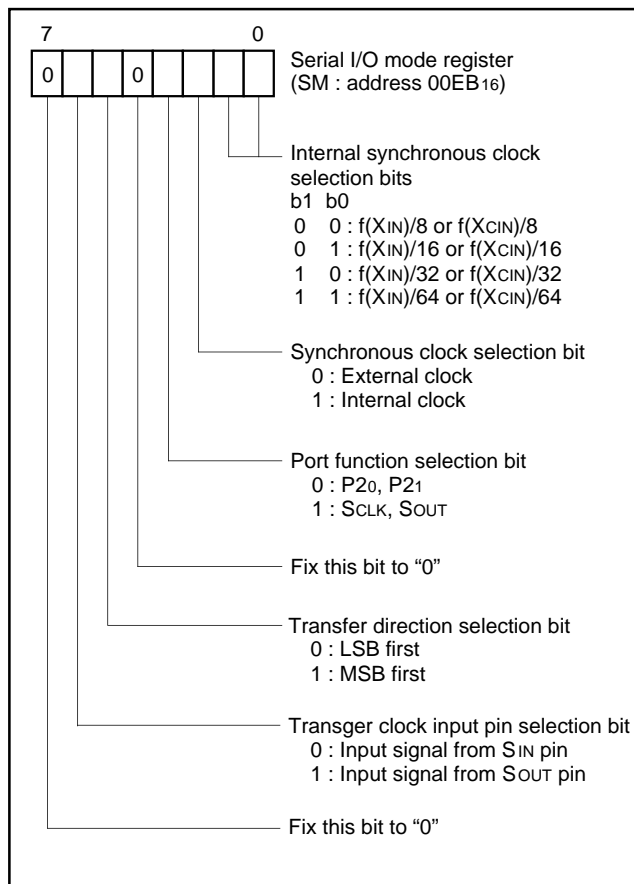 7 0
0 0
Serial I/O mode register
(SM : address 00EB16)
Internal synchronous clock
selection bits
b1 b0
0 0 : f(XIN)/8 or f(XCIN)/8
0 1 : f(XIN)/16 or f(XCIN)/16
1 0 : f(XIN)/32 or f(XCIN)/32
1 1 : f(XIN)/64 or f(XCIN)/64
Synchronous clock selection bit
0 : External clock
1 : Internal clock
Port function selection bit
0 : P20, P21
1 : SCLK, SOUT
Fix this bit to “0”
Transfer direction selection bit
0 : LSB first
1 : MSB first
Transger clock input pin selection bit
0 : Input signal from SIN pin
1 : Input signal from SOUT pin
Fix this bit to “0”